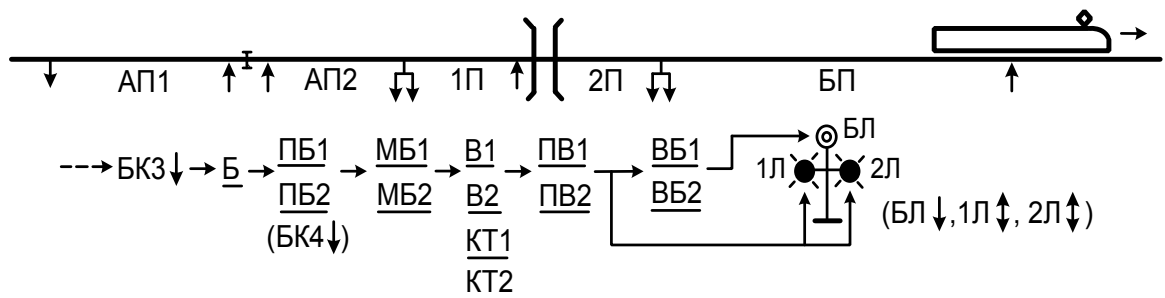 АП1 АП2 1П 2П БП
БК3↓ Б ПБ1 МБ1 В1 ПВ1 ВБ1 БЛ
ПБ2 МБ2 В2 ПВ2 ВБ2 1Л 2Л
(БК4↓) КТ1 (БЛ↓,1Л↕, 2Л↕)
КТ2